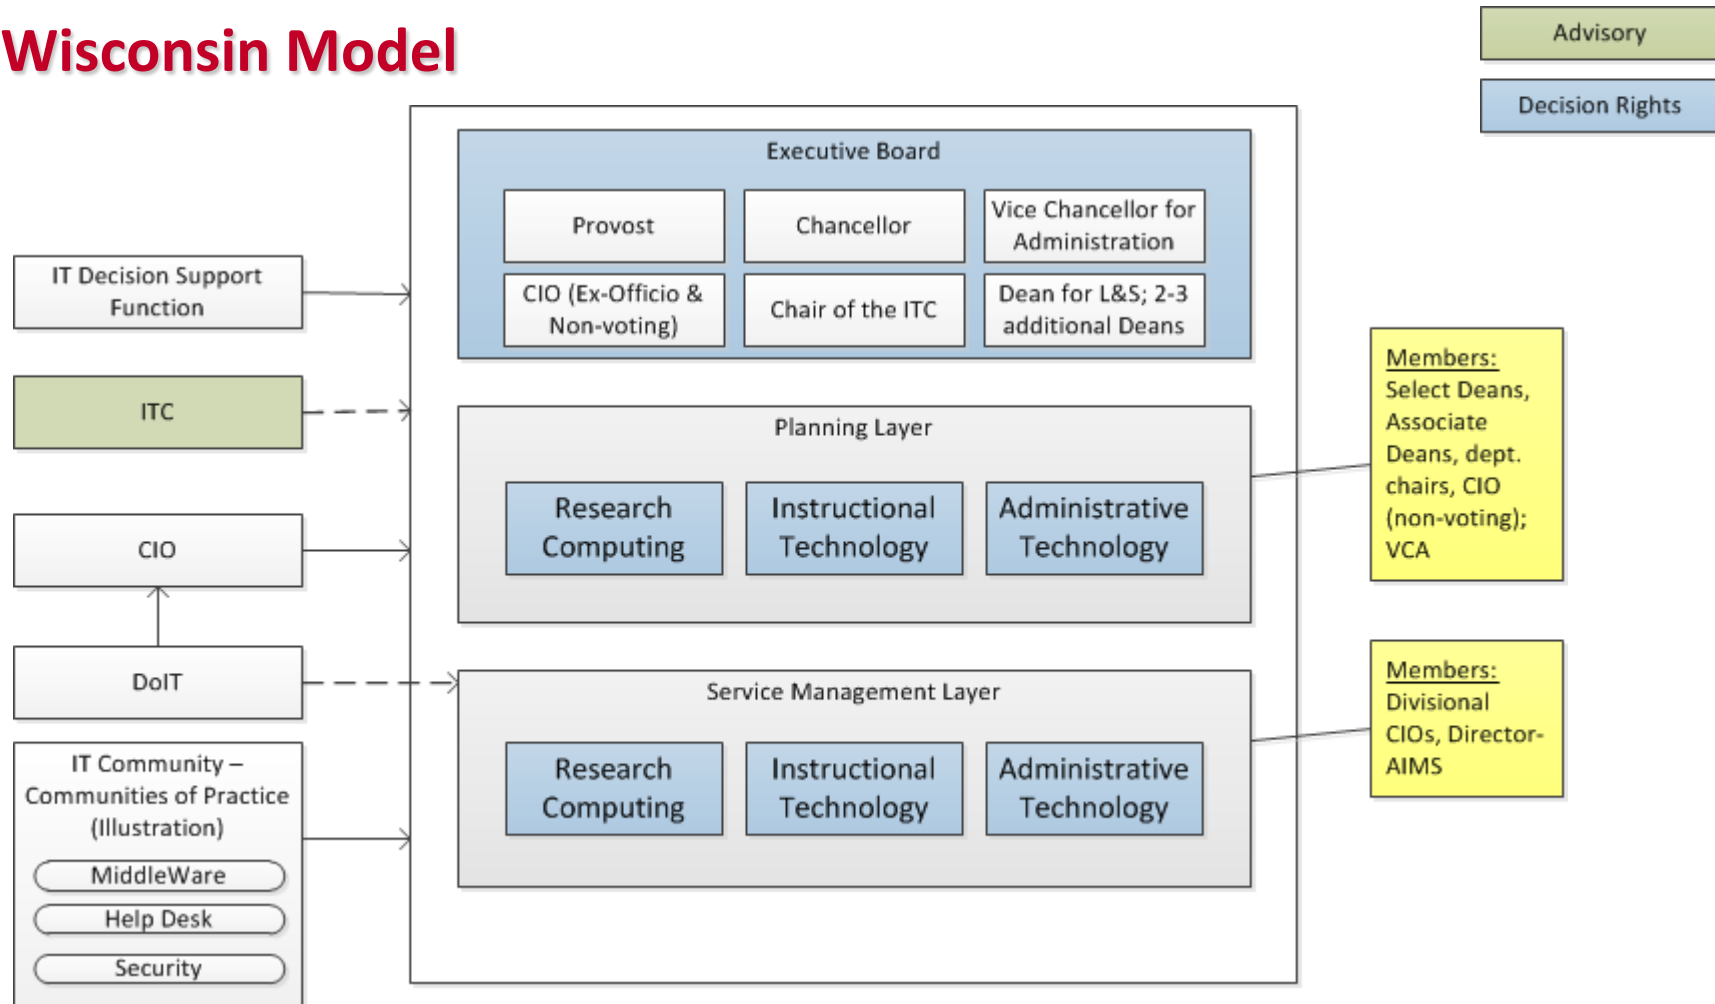 Wisconsin Model
Advisory
Decision Rights
Executive Board
Provost
Chancellor
Vice Chancellor for
Administration
CIO (Ex-Officio &
Non-voting)
Chair of the ITC
Dean for L&S; 2-3
additional Deans
IT Decision Support
Function
ITC
CIO
DoIT
IT Community –
Communities of Practice
(Illustration)
MiddleWare
Help Desk
Security
Planning Layer
Research
Computing
Instructional
Technology
Administrative
Technology
Members:
Select Deans,
Associate
Deans, dept.
chairs, CIO
(non-voting);
VCA
Service Management Layer
Research
Computing
Instructional
Technology
Administrative
Technology
Members:
Divisional
CIOs, Director-
AIMS